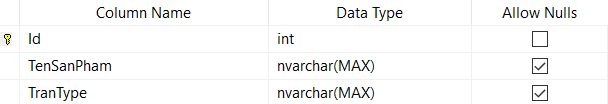 Column Name Data Type Allow Nulls
Id int
TenSanPham nvarchar(MAX)
TranType nvarchar(MAX)